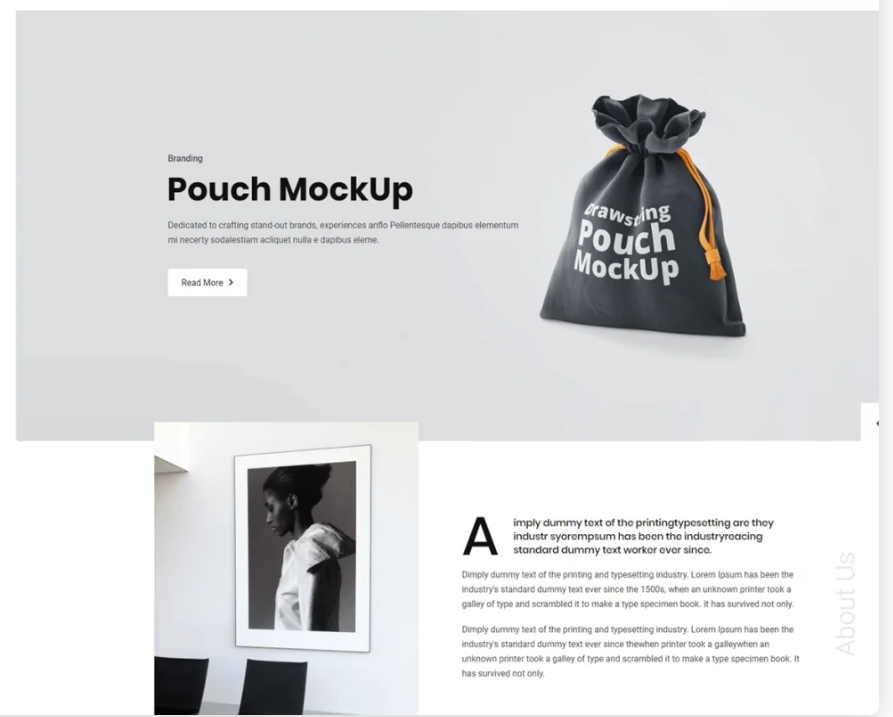 Branding
Pouch MockUp
Dedicated to crafting stand-out brands, experiences anflo Pellentesque dapibus elementum
mi necerty sodalestiam acliquet nulla e dapibus eleme.
Read More
Drawstring
Pouch
MockUp
A
imply dummy text of the printingtypesetting are they
industr syorempsum has been the industryreacing
standard dummy text worker ever since.
Dimply dummy text of the printing and typesetting industry. Lorem Ipsum has been the
industry's standard dummy text ever since the 1500s, when an unknown printer took a
galley of type and scrambled it to make a type specimen book. It has survived not only.
Dimply dummy text of the printing and typesetting industry. Lorem Ipsum has been the
industry's standard dummy text ever since thewhen printer took a galleywhen an
unknown printer took a galley of type and scrambled it to make a type specimen book. It
has survived not only.
About Us